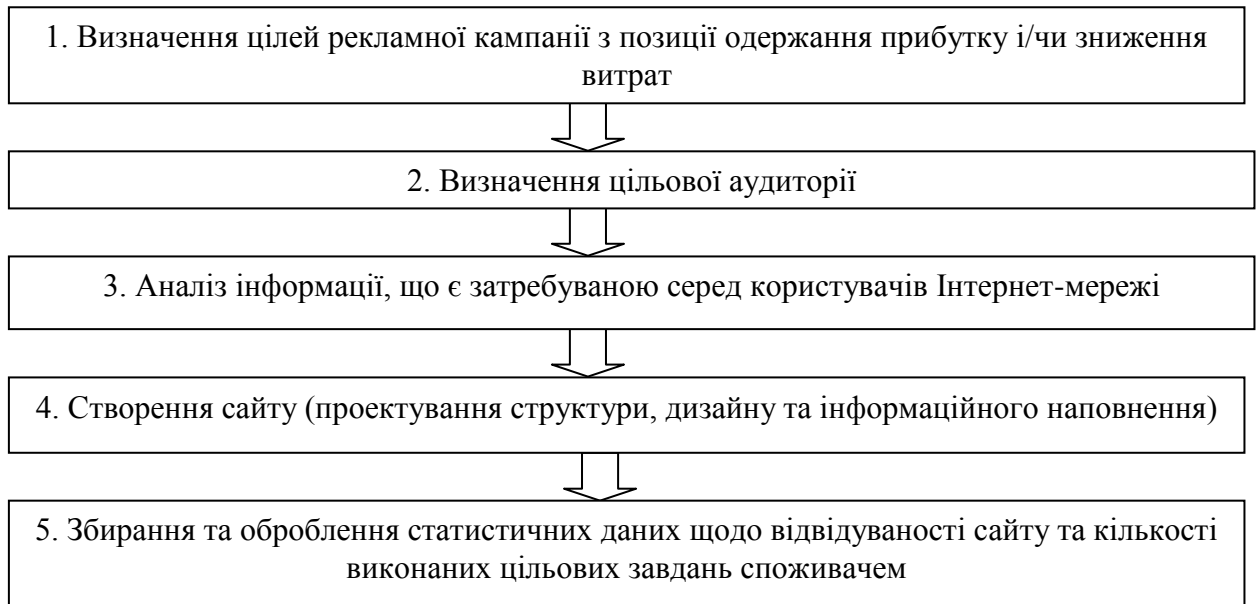 1. Визначення цілей рекламної кампанії з позиції одержання прибутку і/чи зниження
витрат
2. Визначення цільової аудиторії
3. Аналіз інформації, що є затребуваною серед користувачів Інтернет-мережі
4. Створення сайту (проектування структури, дизайну та інформаційного наповнення)
5. Збирання та оброблення статистичних даних щодо відвідуваності сайту та кількості
виконаних цільових завдань споживачем